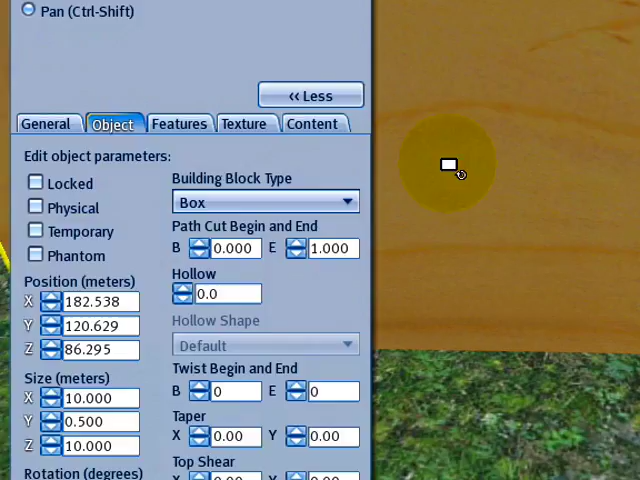 Pan (Ctrl-Shift)
<< Less
General Object Features Texture Content
Edit object parameters:
Locked
Physical
Temporary
Phantom
Position (meters)
X 182.538
Y 120.629
Z 86.295
Size (meters)
X 10.000
Y 0.500
Z 10.000
Rotation (degrees)
Building Block Type
Box
Path Cut Begin and End
B 0.000 E 1.000
Hollow
0.0
Hollow Shape
Default
Twist Begin and End
B 0 E 0
Taper
X 0.00 Y 0.00
Top Shear